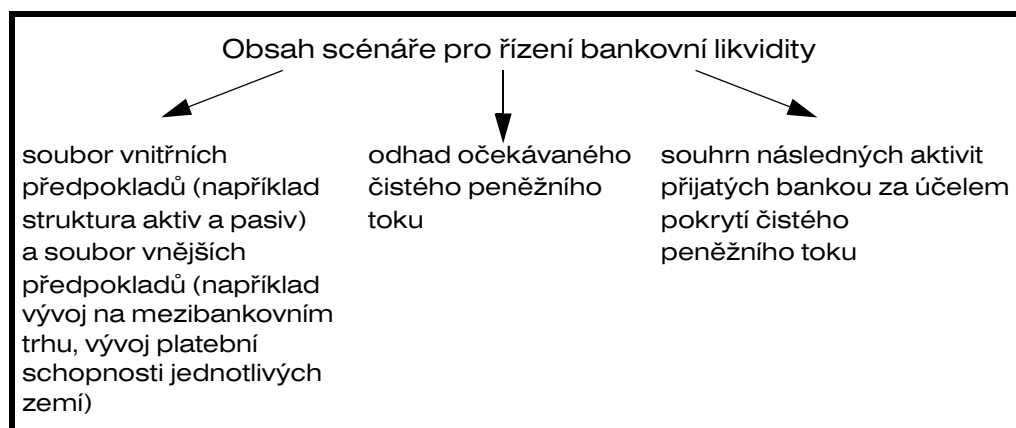 Obsah scénáře pro řízení bankovní likvidity
soubor vnitřních
předpokladů (například
struktura aktiv a pasiv)
a soubor vnějších
předpokladů (například
vývoj na mezibankovním
trhu, vývoj platební
schopnosti jednotlivých
zemí)
odhad očekávaného
čistého peněžního
toku
souhrn následných aktivit
přijatých bankou za účelem
pokrytí čistého
peněžního toku